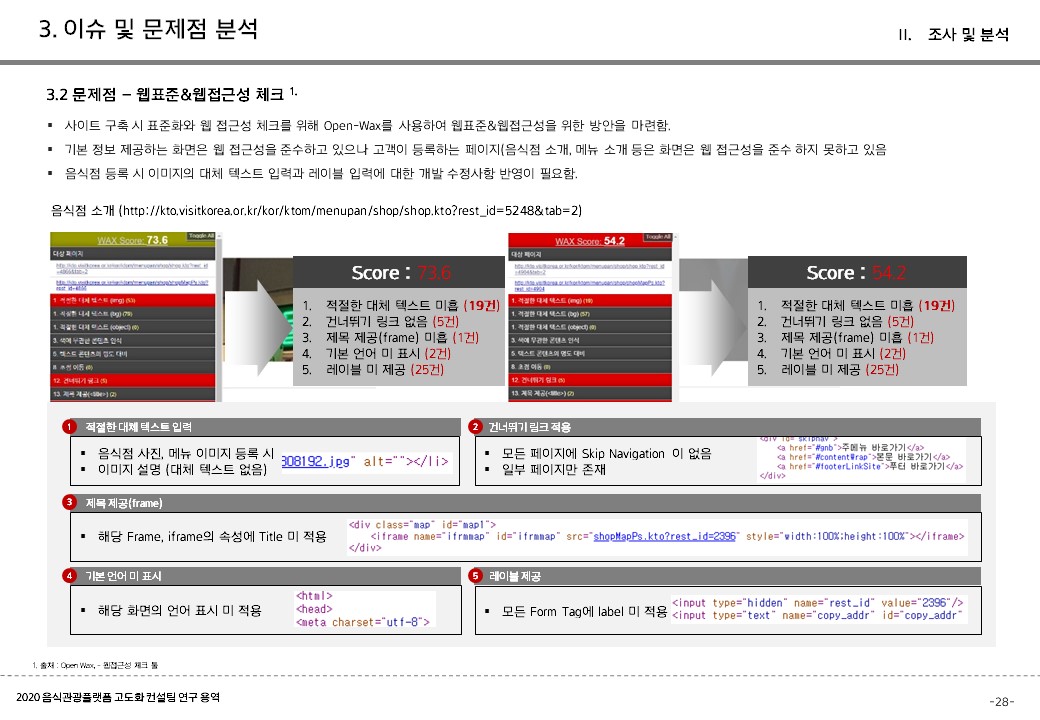 3. 이슈 및 문제점 분석
II. 조사 및 분석
3.2 문제점 – 웹표준&웹접근성 체크 1.
▪ 사이트 구축 시 표준화와 웹 접근성 체크를 위해 Open-Wax를 사용하여 웹표준&웹접근성을 위한 방안을 마련함.
▪ 기본 정보 제공하는 화면은 웹 접근성을 준수하고 있으나 고객이 등록하는 페이지(음식점 소개, 메뉴 소개 등은 화면은 웹 접근성을 준수 하지 못하고 있음
▪ 음식점 등록 시 이미지의 대체 텍스트 입력과 레이블 입력에 대한 개발 수정사항 반영이 필요함.
음식점 소개 (http://kto.visitkorea.or.kr/kor/ktom/menupan/shop/shop.kto?rest_id=5248&tab=2)
Toggle All
WAX Score: 73.6
대상 페이지
1. 적절한 대체 텍스트 (img) (53)
1. 적절한 대체 텍스트 (bg) (79)
1. 적절한 대체 텍스트 (object) (0)
3. 색에 무관한 콘텐츠 인식
5. 텍스트 콘텐츠의 명도 대비
8. 초점 이동 (0)
12. 건너뛰기 링크 (5)
13. 제목 제공(<title>) (2)
Score : 73.6
1. 적절한 대체 텍스트 미흡 (19건)
2. 건너뛰기 링크 없음 (5건)
3. 제목 제공(frame) 미흡 (1건)
4. 기본 언어 미 표시 (2건)
5. 레이블 미 제공 (25건)
Toggle All
WAX Score: 54.2
대상 페이지
1. 적절한 대체 텍스트 (img) (19)
1. 적절한 대체 텍스트 (bg) (57)
1. 적절한 대체 텍스트 (object) (0)
3. 색에 무관한 콘텐츠 인식
5. 텍스트 콘텐츠의 명도 대비
8. 초점 이동 (0)
12. 건너뛰기 링크 (5)
13. 제목 제공(<title>) (2)
Score : 54.2
1. 적절한 대체 텍스트 미흡 (19건)
2. 건너뛰기 링크 없음 (5건)
3. 제목 제공(frame) 미흡 (1건)
4. 기본 언어 미 표시 (2건)
5. 레이블 미 제공 (25건)
1 적절한 대체 텍스트 입력
▪ 음식점 사진, 메뉴 이미지 등록 시
▪ 이미지 설명 (대체 텍스트 없음)
308192.jpg" alt=""></li>
2 건너뛰기 링크 적용
▪ 모든 페이지에 Skip Navigation 이 없음
▪ 일부 페이지만 존재
<div id="skipnav">
<a href="#gnb">주메뉴 바로가기</a>
<a href="#contentWrap">본문 바로가기</a>
<a href="#footerLinkSite">푸터 바로가기</a>
</div>
3 제목 제공(frame)
▪ 해당 Frame, iframe의 속성에 Title 미 적용
<div class="map" id="map1">
<iframe name="ifrmmap" id="ifrmmap" src="shopMapPs.kto?rest_id=2396" style="width:100%;height:100%"></iframe>
</div>
4 기본 언어 미 표시
▪ 해당 화면의 언어 표시 미 적용
<html>
<head>
<meta charset="utf-8">
5 레이블 제공
▪ 모든 Form Tag에 label 미 적용
<input type="hidden" name="rest_id" value="2396"/>
<input type="text" name="copy_addr" id="copy_addr"
1. 출처 : Open Wax, - 웹접근성 체크 툴
2020 음식관광플랫폼 고도화 컨설팅 연구 용역
-28-